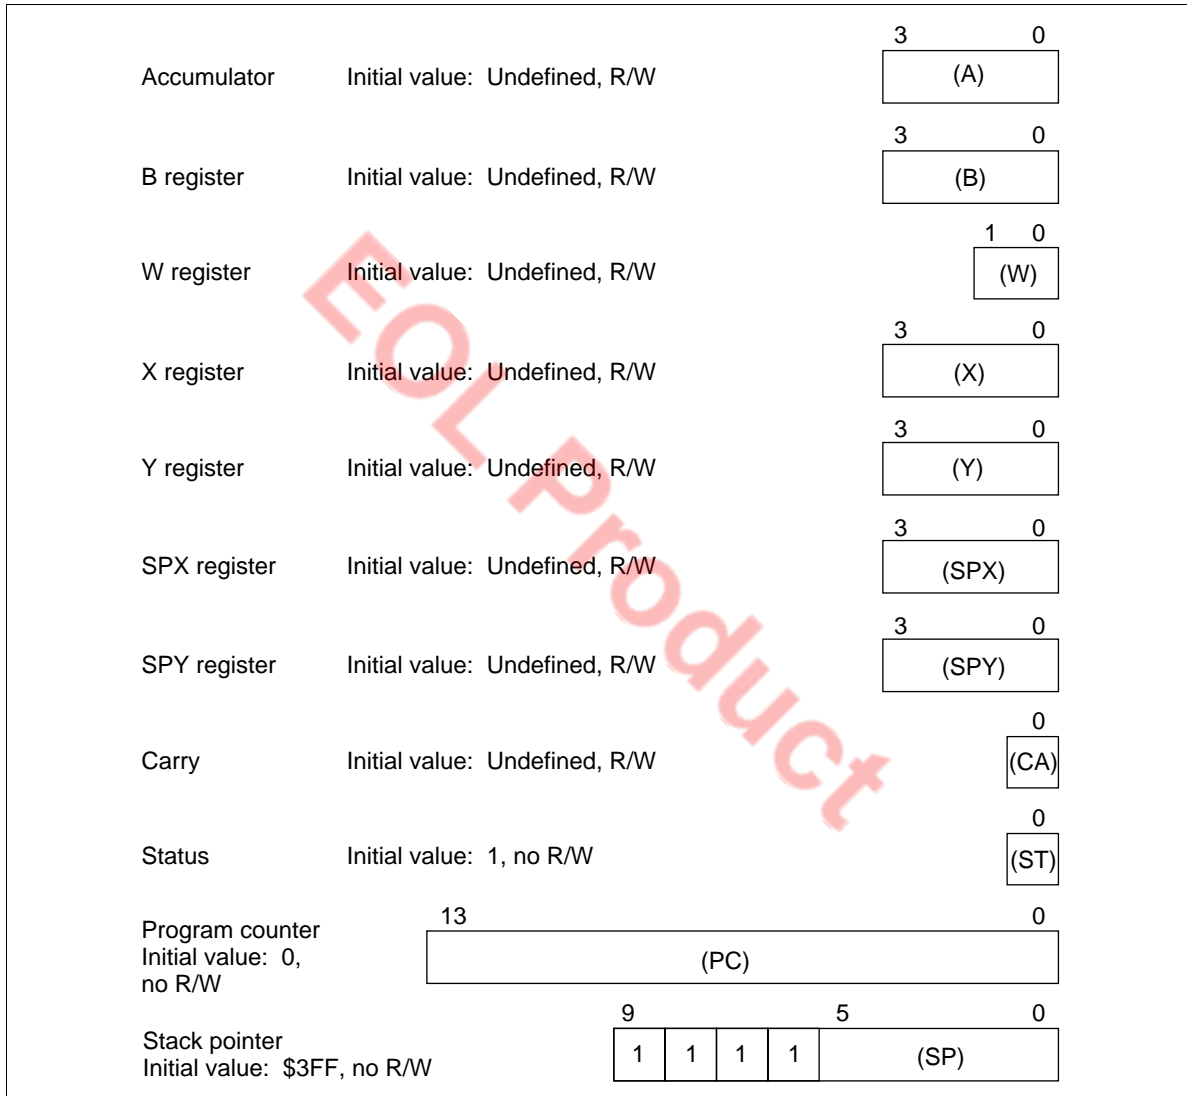 3 0
Accumulator Initial value: Undefined, R/W (A)
3 0
B register Initial value: Undefined, R/W (B)
1 0
W register Initial value: Undefined, R/W (W)
3 0
X register Initial value: Undefined, R/W (X)
3 0
Y register Initial value: Undefined, R/W (Y)
3 0
SPX register Initial value: Undefined, R/W (SPX)
3 0
SPY register Initial value: Undefined, R/W (SPY)
0
Carry Initial value: Undefined, R/W (CA)
0
Status Initial value: 1, no R/W (ST)
13 0
Program counter
Initial value: 0, (PC)
no R/W
9 5 0
Stack pointer 1 1 1 1 (SP)
Initial value: $3FF, no R/W
EOL Product